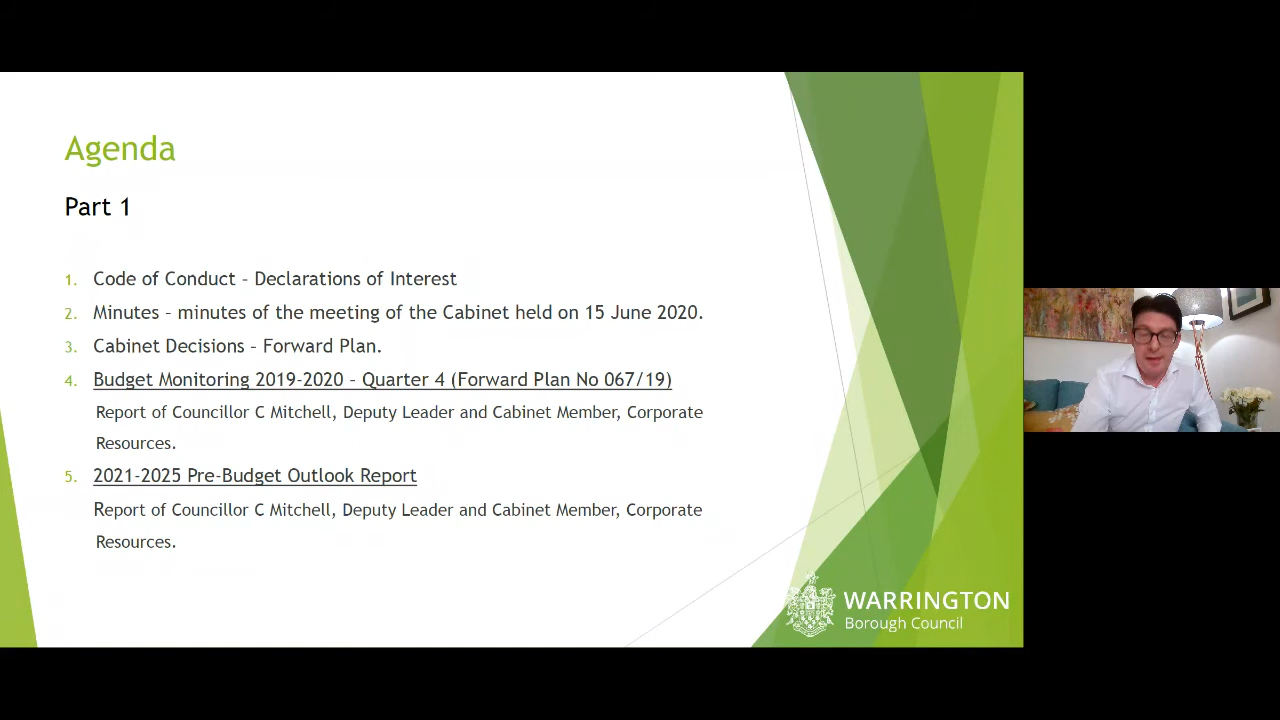 Agenda
Part 1
1. Code of Conduct – Declarations of Interest
2. Minutes – minutes of the meeting of the Cabinet held on 15 June 2020.
3. Cabinet Decisions – Forward Plan.
4. Budget Monitoring 2019-2020 – Quarter 4 (Forward Plan No 067/19)
Report of Councillor C Mitchell, Deputy Leader and Cabinet Member, Corporate
Resources.
5. 2021-2025 Pre-Budget Outlook Report
Report of Councillor C Mitchell, Deputy Leader and Cabinet Member, Corporate
Resources.
WARRINGTON
Borough Council